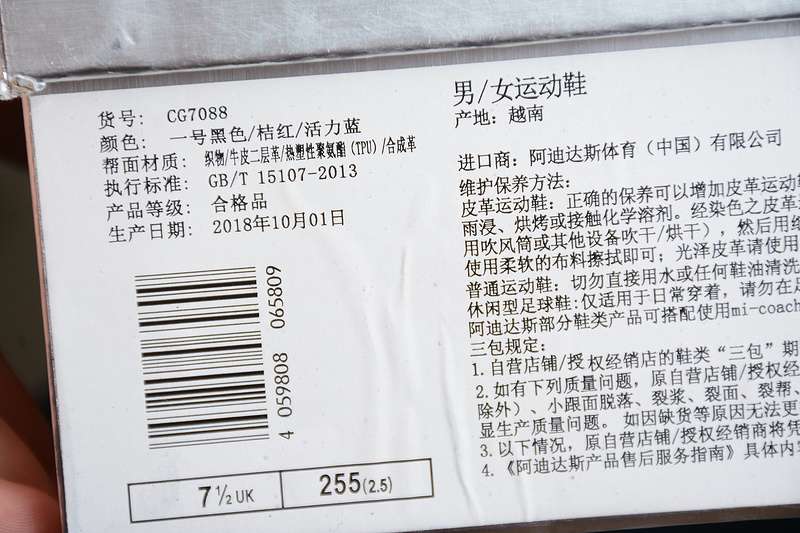 货号: CG7088
颜色: 一号黑色/桔红/活力蓝
帮面材质: 织物/牛皮二层革/热塑性聚氨酯(TPU)/合成革
执行标准: GB/T 15107-2013
产品等级: 合格品
生产日期: 2018年10月01日
4 059808 065809
7½UK
255(2.5)
男/女运动鞋
产地: 越南
进口商: 阿迪达斯体育(中国)有限公司
维护保养方法:
皮革运动鞋: 正确的保养可以增加皮革运动
雨浸、烘烤或接触化学溶剂。经染色之皮革
用吹风筒或其他设备吹干/烘干), 然后用
使用柔软的布料擦拭即可; 光泽皮革请使用
普通运动鞋: 切勿直接用水或任何鞋油清洗
休闲型足球鞋:仅适用于日常穿着, 请勿在足
阿迪达斯部分鞋类产品可搭配使用mi-coach
三包规定:
1.自营店铺/授权经销店的鞋类“三包”期
2.如有下列质量问题, 原自营店铺/授权经
除外)、小跟面脱落、裂浆、裂面、裂帮、
显生产质量问题。如因缺货等原因无法更
3.以下情况, 原自营店铺/授权经销商将凭
4.《阿迪达斯产品售后服务指南》具体内